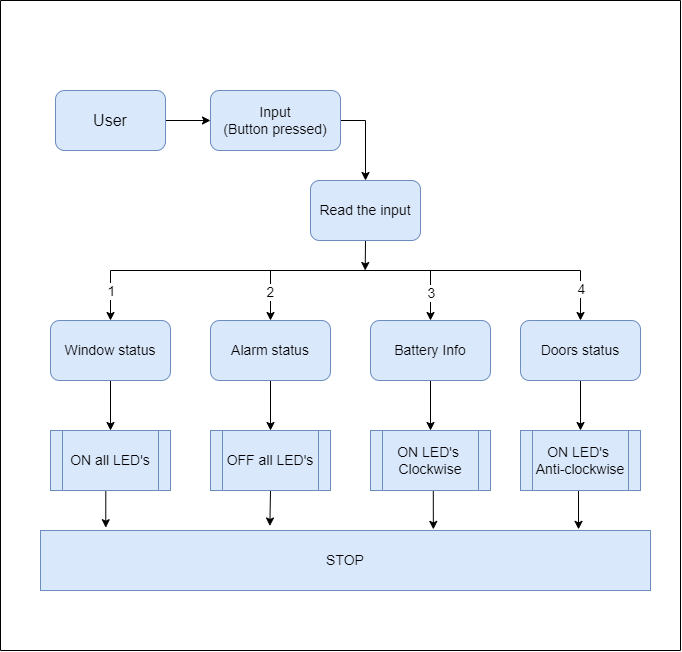 User
Input
(Button pressed)
Read the input
1
2
3
4
Window status
Alarm status
Battery Info
Doors status
ON all LED's
OFF all LED's
ON LED's
Clockwise
ON LED's
Anti-clockwise
STOP